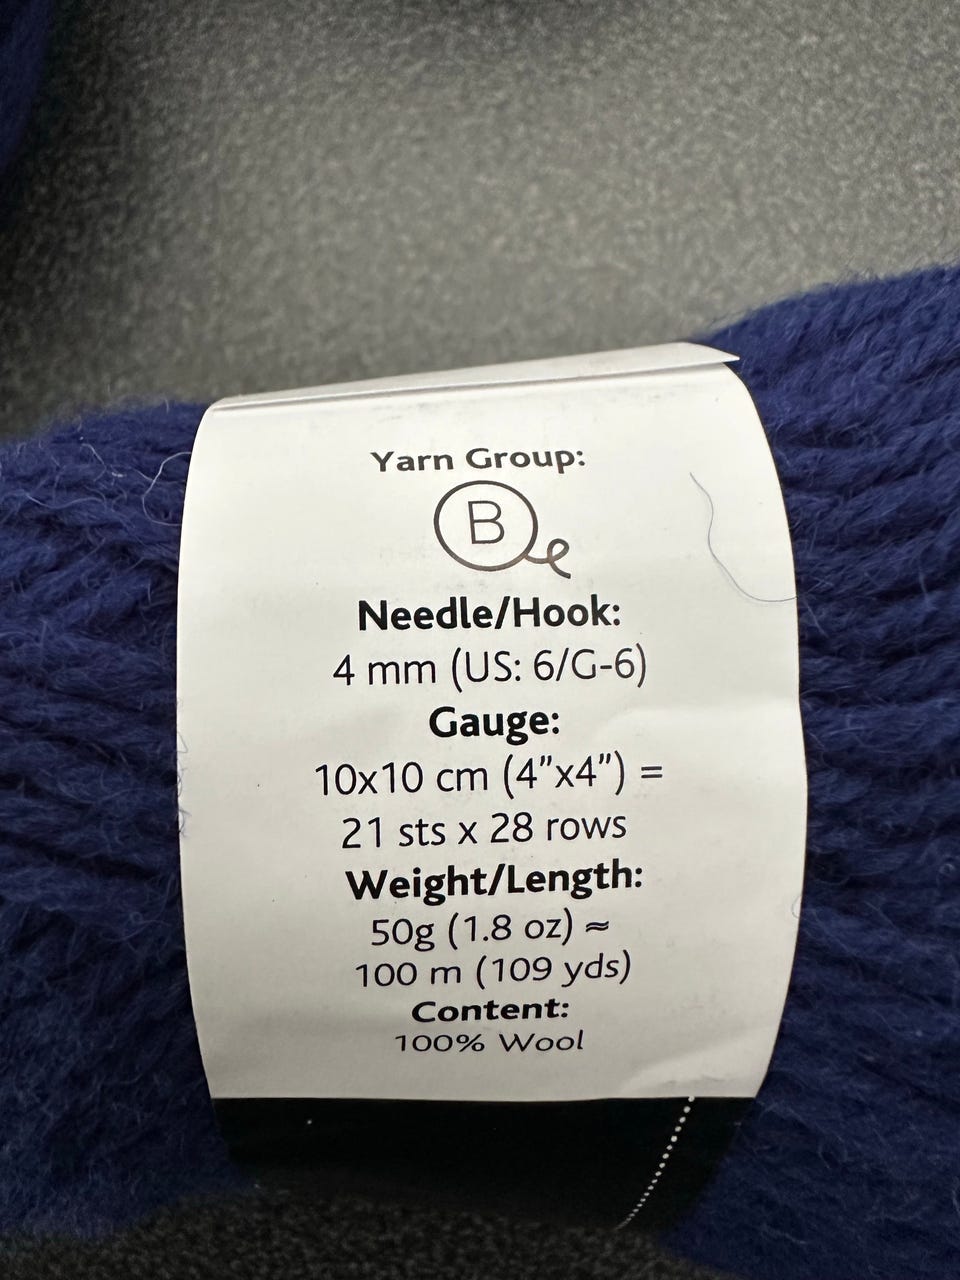 Yarn Group:
B
Needle/Hook:
4 mm (US: 6/G-6)
Gauge:
10x10 cm (4”x4”) =
21 sts x 28 rows
Weight/Length:
50g (1.8 oz) ≈
100 m (109 yds)
Content:
100% Wool